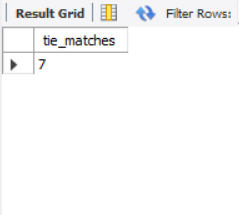 Result Grid Filter Rows:
tie_matches
7